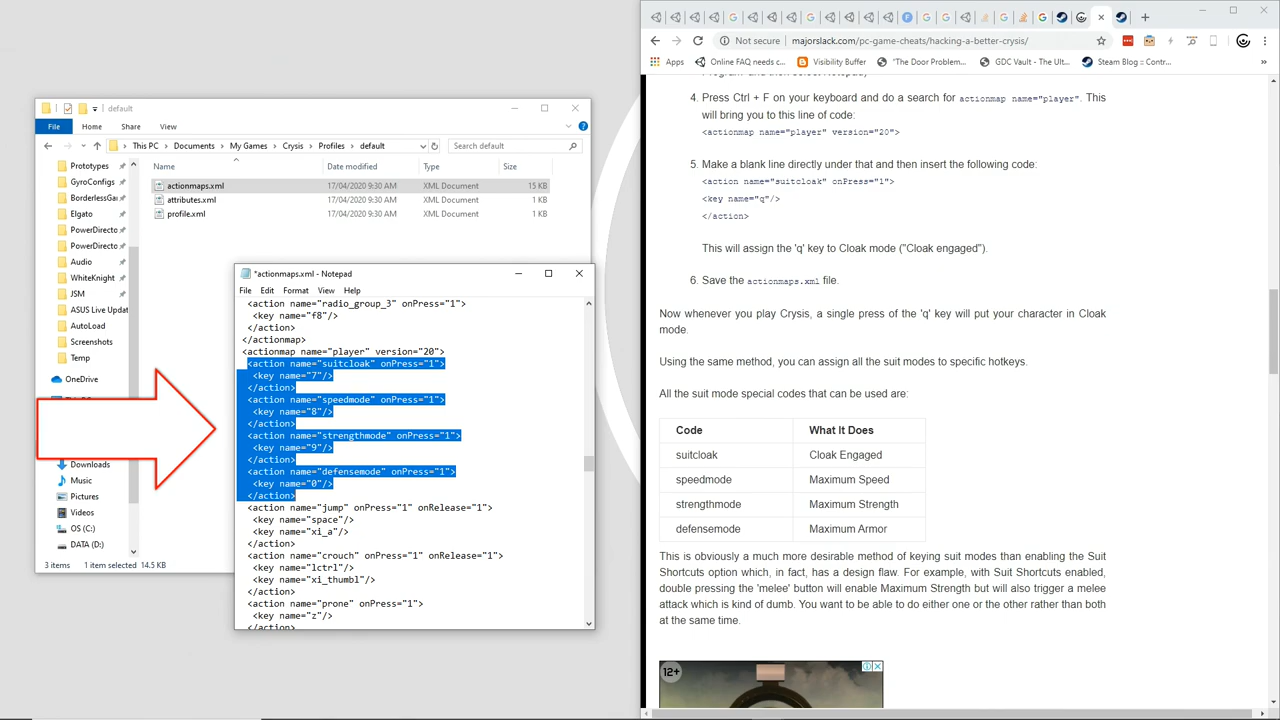 default
File
Home
Share
View
This PC > Documents > My Games > Crysis > Profiles > default
Search default
Prototypes
GyroConfigs
BorderlessGa
Elgato
PowerDirecto
PowerDirecto
Audio
WhiteKnight
JSM
ASUS Live Updat
AutoLoad
Screenshots
Temp
OneDrive
Downloads
Music
Pictures
Videos
OS (C:)
DATA (D:)
Name Date modified Type Size
actionmaps.xml 17/04/2020 9:30 AM XML Document 15 KB
attributes.xml 17/04/2020 9:30 AM XML Document 1 KB
profile.xml 17/04/2020 9:30 AM XML Document 1 KB
3 items 1 item selected 14.5 KB
*actionmaps.xml - Notepad
File Edit Format View Help
<action name="radio_group_3" onPress="1">
<key name="f8"/>
</action>
</actionmap>
<actionmap name="player" version="20">
<action name="suitcloak" onPress="1">
<key name="7"/>
</action>
<action name="speedmode" onPress="1">
<key name="8"/>
</action>
<action name="strengthmode" onPress="1">
<key name="9"/>
</action>
<action name="defensemode" onPress="1">
<key name="0"/>
</action>
<action name="jump" onPress="1" onRelease="1">
<key name="space"/>
<key name="xi_a"/>
</action>
<action name="crouch" onPress="1" onRelease="1">
<key name="lctrl"/>
<key name="xi_thumbl"/>
</action>
<action name="prone" onPress="1">
<key name="z"/>
</action>
Not secure | majorslack.com/pc-game-cheats/hacking-a-better-crysis/
Apps
Online FAQ needs c...
Visibility Buffer
"The Door Problem...
GDC Vault - The Ult...
Steam Blog :: Contr...
»
4. Press Ctrl + F on your keyboard and do a search for actionmap name="player". This
will bring you to this line of code:
<actionmap name="player" version="20">
5. Make a blank line directly under that and then insert the following code:
<action name="suitcloak" onPress="1">
<key name="q"/>
</action>
This will assign the 'q' key to Cloak mode ("Cloak engaged").
6. Save the actionmaps.xml file.
Now whenever you play Crysis, a single press of the 'q' key will put your character in Cloak
mode.
Using the same method, you can assign all the suit modes to specific hotkeys.
All the suit mode special codes that can be used are:
Code What It Does
suitcloak Cloak Engaged
speedmode Maximum Speed
strengthmode Maximum Strength
defensemode Maximum Armor
This is obviously a much more desirable method of keying suit modes than enabling the Suit
Shortcuts option which, in fact, has a design flaw. For example, with Suit Shortcuts enabled,
double pressing the 'melee' button will enable Maximum Strength but will also trigger a melee
attack which is kind of dumb. You want to be able to do either one or the other rather than both
at the same time.
12+